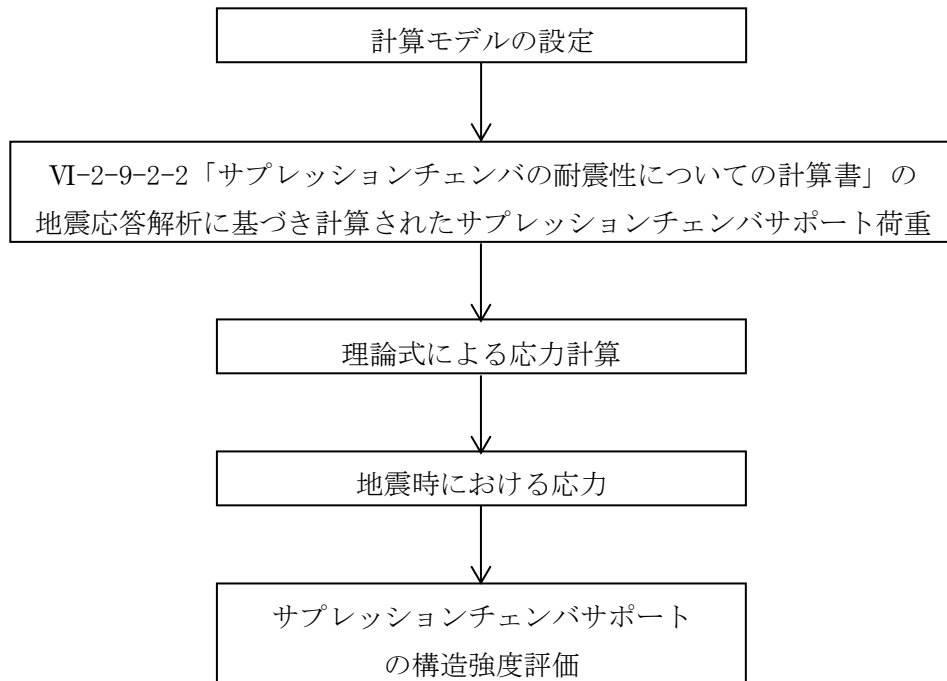 計算モデルの設定
Ⅵ-2-9-2-2「サプレッションチェンバの耐震性についての計算書」の
地震応答解析に基づき計算されたサプレッションチェンバサポート荷重
理論式による応力計算
地震時における応力
サプレッションチェンバサポート
の構造強度評価